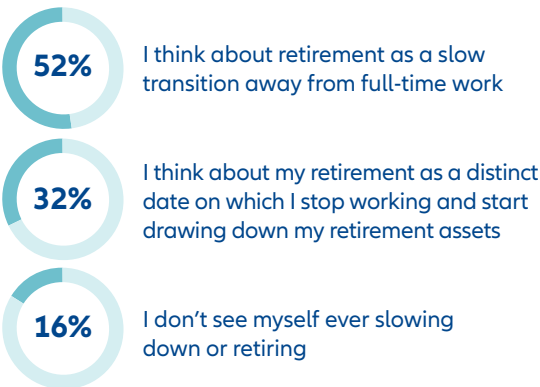 52%
I think about retirement as a slow
transition away from full-time work
32%
I think about my retirement as a distinct
date on which I stop working and start
drawing down my retirement assets
16%
I don’t see myself ever slowing
down or retiring